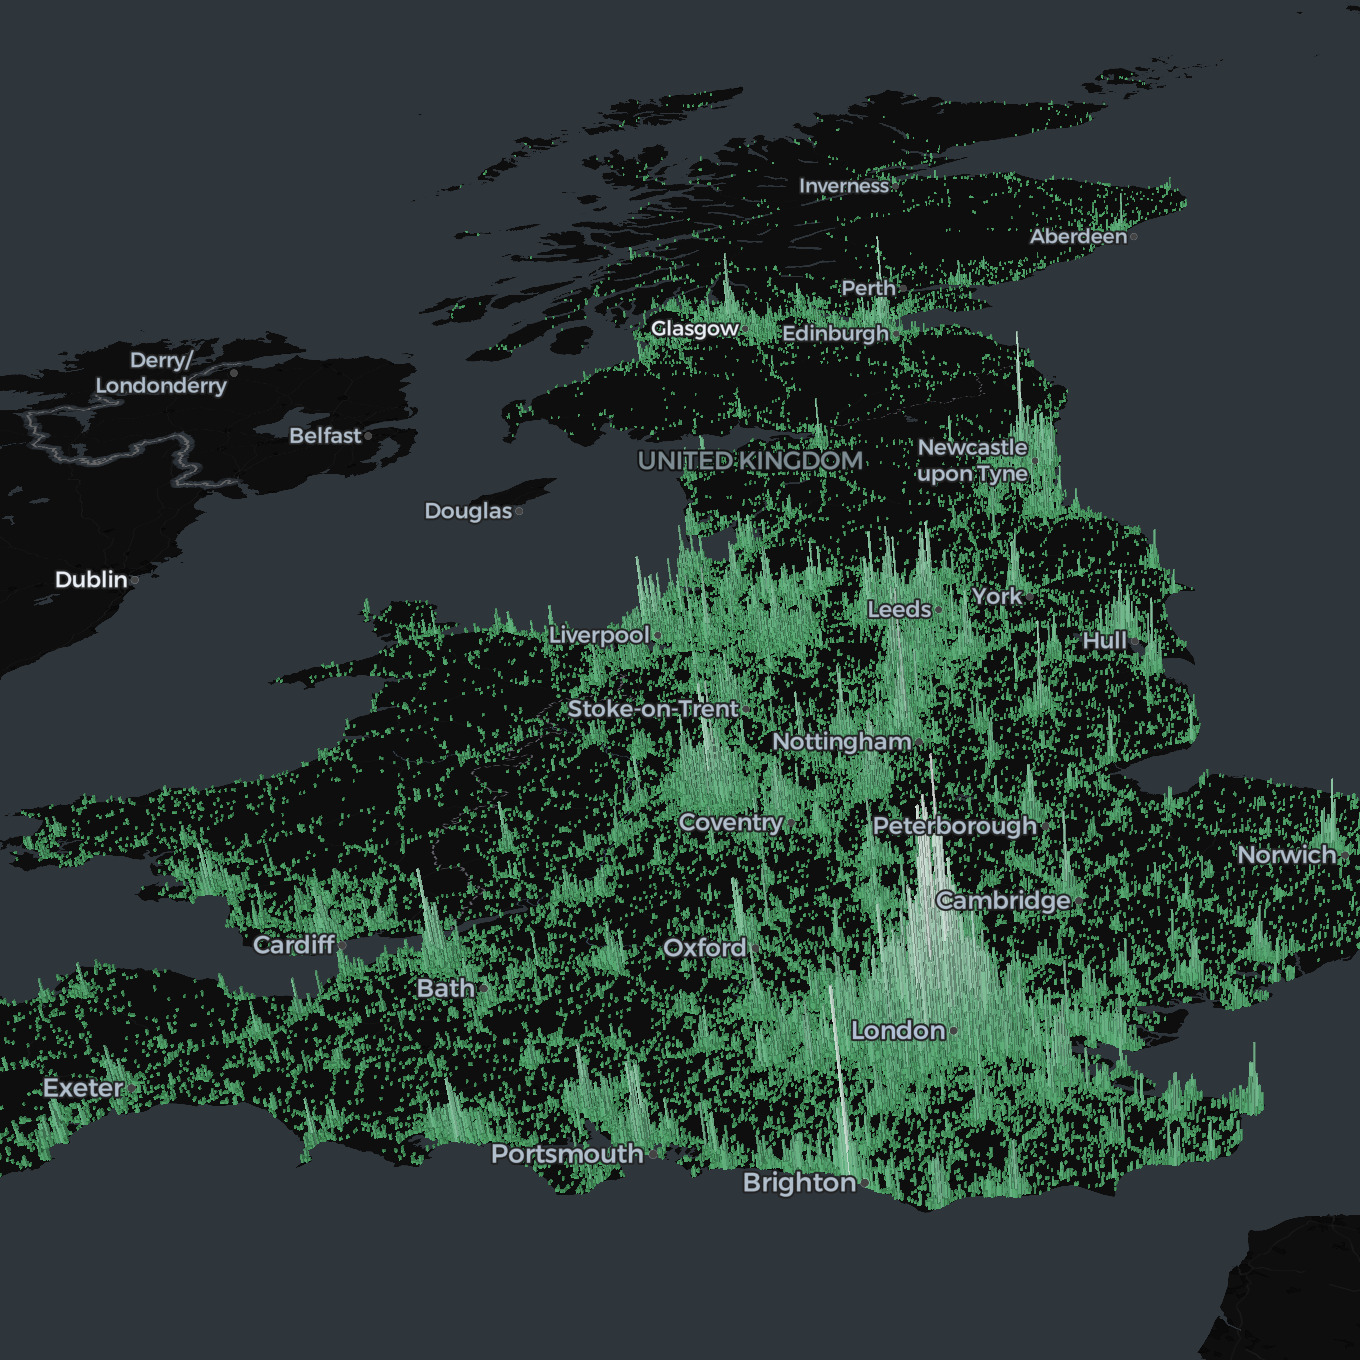 Inverness
Aberdeen
Perth
Glasgow
Edinburgh
Derry/
Londonderry
Belfast
Newcastle
upon Tyne
UNITED KINGDOM
Douglas
Dublin
Leeds
York
Liverpool
Hull
Stoke-on-Trent
Nottingham
Coventry
Peterborough
Norwich
Cambridge
Cardiff
Oxford
Bath
London
Exeter
Portsmouth
Brighton